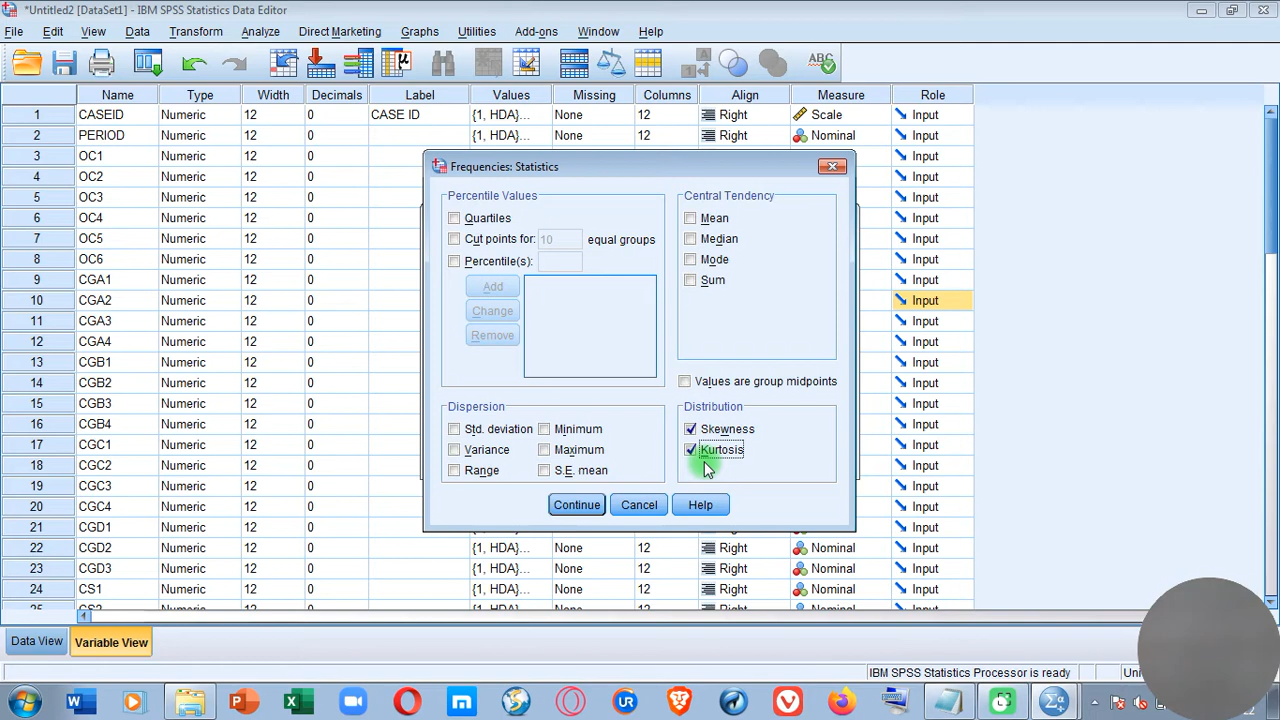 *Untitled2 [DataSet1] - IBM SPSS Statistics Data Editor
File Edit View Data Transform Analyze Direct Marketing Graphs Utilities Add-ons Window Help
Name Type Width Decimals Label Values Missing Columns Align Measure Role
1 CASEID Numeric 12 0 CASE ID {1, HDA}... None 12 Right Scale Input
2 PERIOD Numeric 12 0 {1, HDA}... None 12 Right Nominal Input
3 OC1 Numeric 12 0 Input
4 OC2 Numeric 12 0 Input
5 OC3 Numeric 12 0 Input
6 OC4 Numeric 12 0 Input
7 OC5 Numeric 12 0 Input
8 OC6 Numeric 12 0 Input
9 CGA1 Numeric 12 0 Input
10 CGA2 Numeric 12 0 Input
11 CGA3 Numeric 12 0 Input
12 CGA4 Numeric 12 0 Input
13 CGB1 Numeric 12 0 Input
14 CGB2 Numeric 12 0 Input
15 CGB3 Numeric 12 0 Input
16 CGB4 Numeric 12 0 Input
17 CGC1 Numeric 12 0 Input
18 CGC2 Numeric 12 0 Input
19 CGC3 Numeric 12 0 Input
20 CGC4 Numeric 12 0 Input
21 CGD1 Numeric 12 0 Input
22 CGD2 Numeric 12 0 {1, HDA}... None 12 Right Nominal Input
23 CGD3 Numeric 12 0 {1, HDA}... None 12 Right Nominal Input
24 CS1 Numeric 12 0 {1, HDA}... None 12 Right Nominal Input
25 CS2 Numeric 12 0 {1, HDA}... None 12 Right Nominal Input
Frequencies: Statistics
Percentile Values
Quartiles
Cut points for: 10 equal groups
Percentile(s):
Add
Change
Remove
Central Tendency
Mean
Median
Mode
Sum
Values are group midpoints
Dispersion
Std. deviation Minimum
Variance Maximum
Range S.E. mean
Distribution
Skewness
Kurtosis
Continue Cancel Help
Data View Variable View
IBM SPSS Statistics Processor is ready